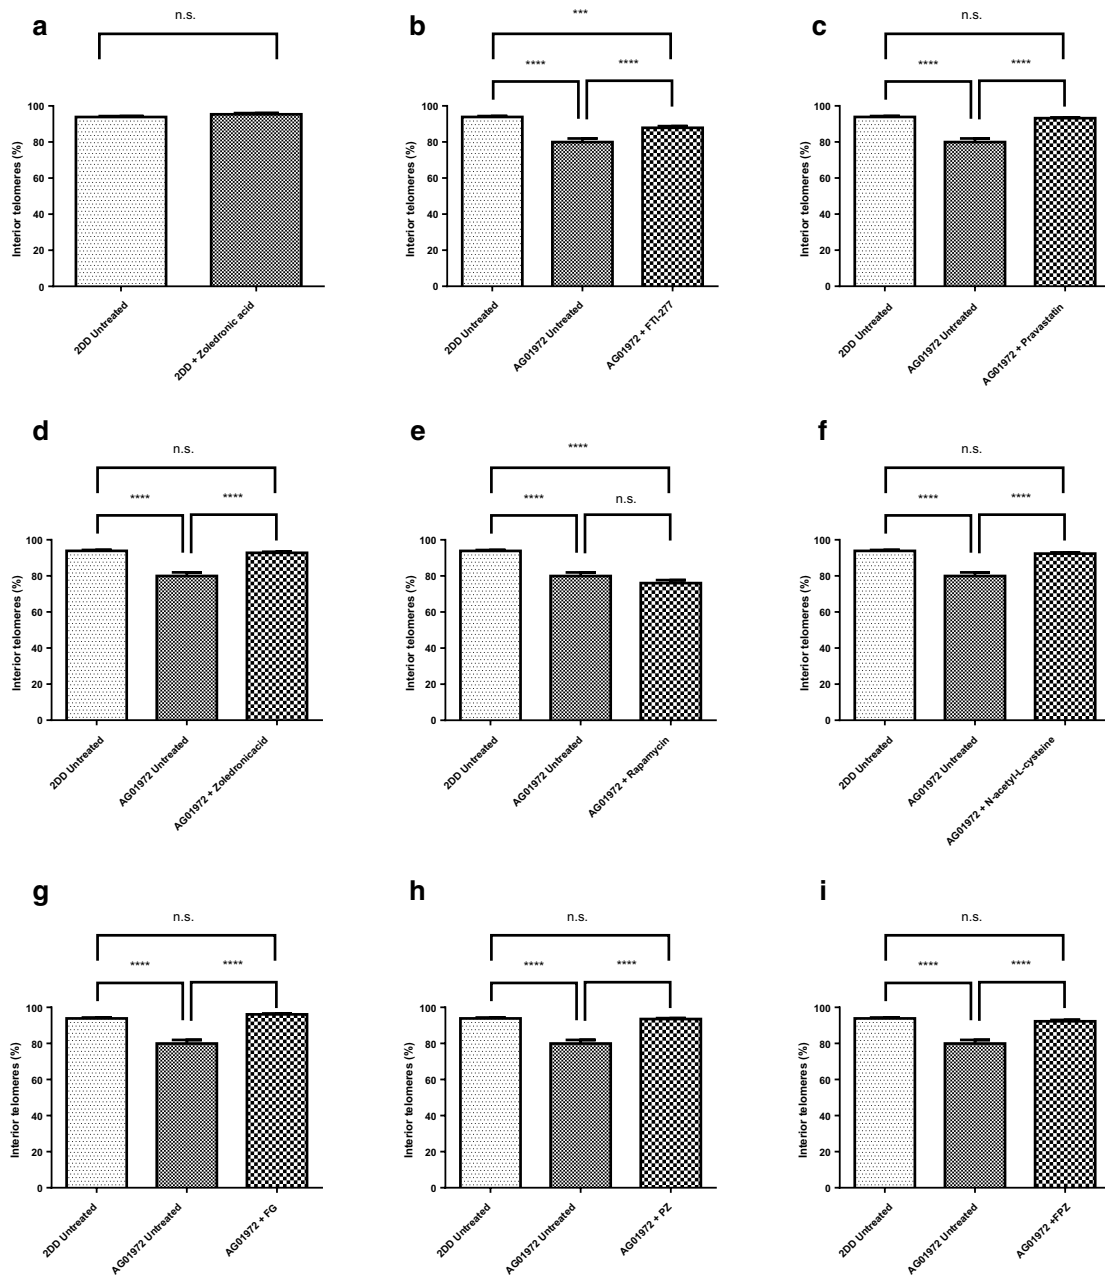 a
n.s.
Interior telomeres (%)
100
80
60
40
20
0
2DD Untreated
2DD + Zoledronic acid
b
***
****
****
Interior telomeres (%)
100
80
60
40
20
0
2DD Untreated
AG01972 Untreated
AG01972 + FTI-277
c
n.s.
****
****
Interior telomeres (%)
100
80
60
40
20
0
2DD Untreated
AG01972 Untreated
AG01972 + Pravastatin
d
n.s.
****
****
Interior telomeres (%)
100
80
60
40
20
0
2DD Untreated
AG01972 Untreated
AG01972 + Zoledronicacid
e
****
****
n.s.
Interior telomeres (%)
100
80
60
40
20
0
2DD Untreated
AG01972 Untreated
AG01972 + Rapamycin
f
n.s.
****
****
Interior telomeres (%)
100
80
60
40
20
0
2DD Untreated
AG01972 Untreated
AG01972 + N-acetyl-L-cysteine
g
n.s.
****
****
Interior telomeres (%)
100
80
60
40
20
0
2DD Untreated
AG01972 Untreated
AG01972 + FG
h
n.s.
****
****
Interior telomeres (%)
100
80
60
40
20
0
2DD Untreated
AG01972 Untreated
AG01972 + PZ
i
n.s.
****
****
Interior telomeres (%)
100
80
60
40
20
0
2DD Untreated
AG01972 Untreated
AG01972 +FPZ